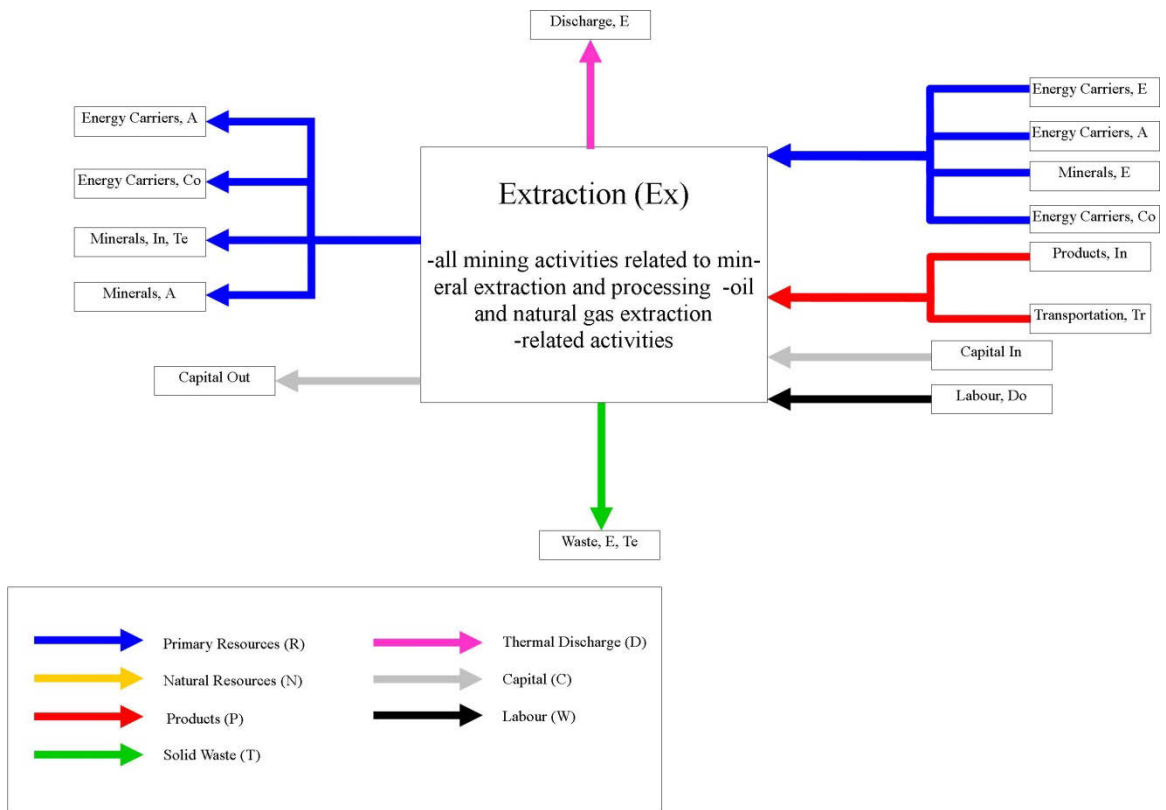 Discharge, E
Energy Carriers, E
Energy Carriers, A
Energy Carriers, A
Energy Carriers, Co
Minerals, E
Energy Carriers, Co
Minerals, In, Te
Minerals, A
Extraction (Ex)
-all mining activities related to min-
eral extraction and processing -oil
and natural gas extraction
-related activities
Products, In
Transportation, Tr
Capital In
Capital Out
Labour, Do
Waste, E, Te
Primary Resources (R)
Natural Resources (N)
Products (P)
Solid Waste (T)
Thermal Discharge (D)
Capital (C)
Labour (W)